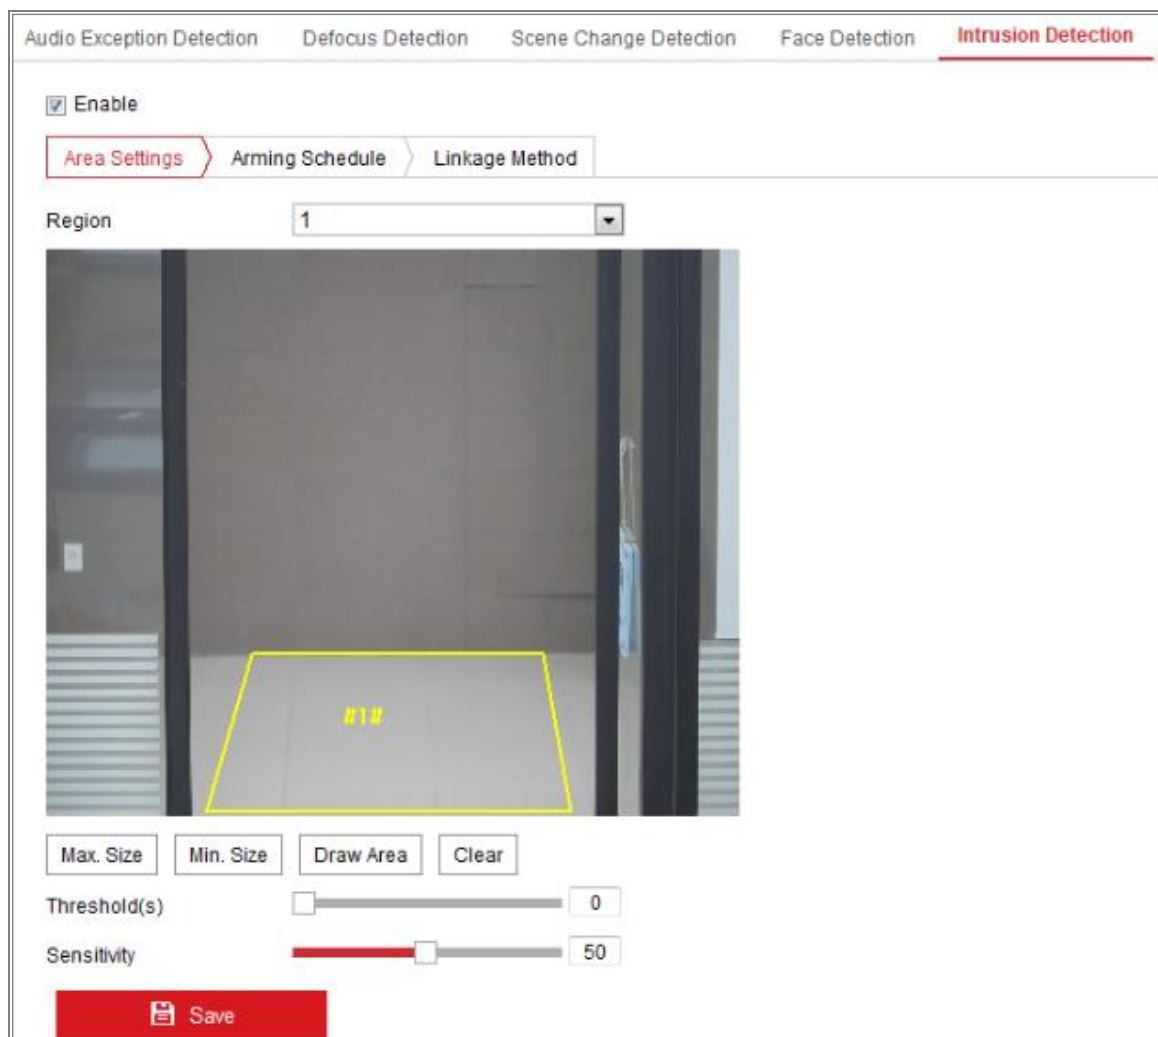 Audio Exception Detection Defocus Detection Scene Change Detection Face Detection Intrusion Detection
Enable
Area Settings Arming Schedule Linkage Method
Region 1
#1#
Max. Size Min. Size Draw Area Clear
Threshold(s) 0
Sensitivity 50
Save